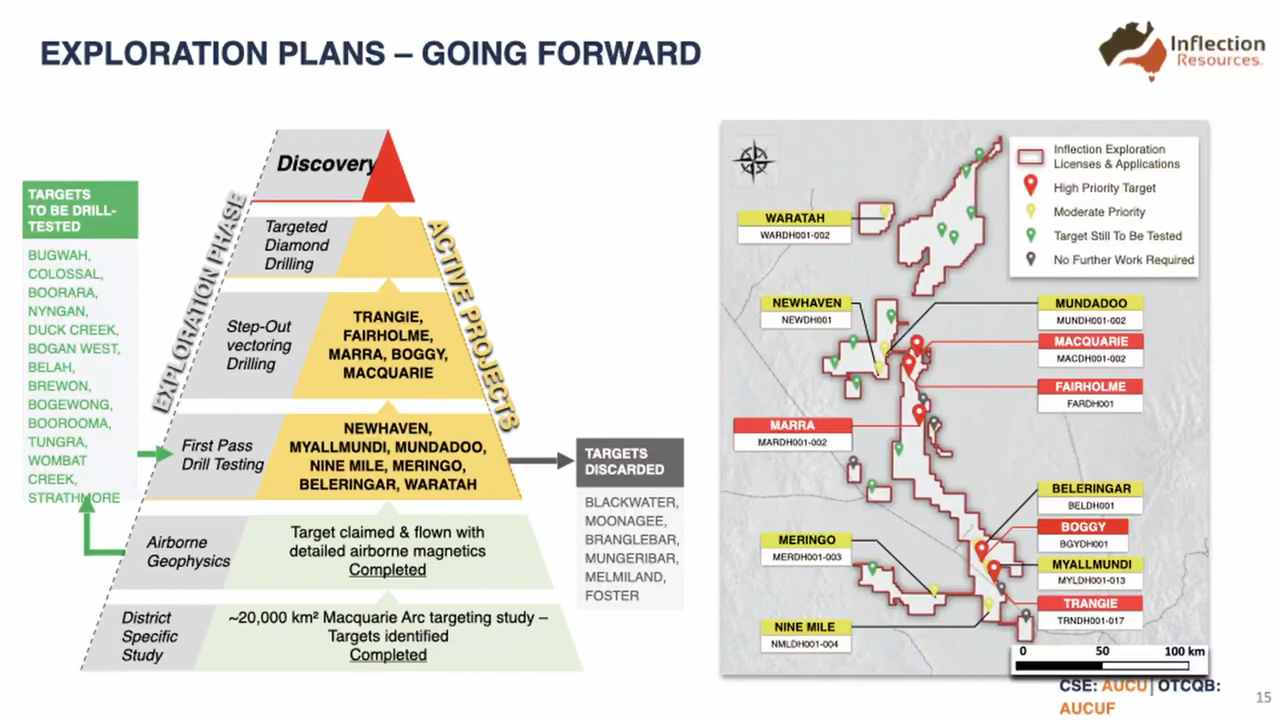 EXPLORATION PLANS – GOING FORWARD
Inflection
Resources.
TARGETS
TO BE DRILL-
TESTED
BUGWAH,
COLOSSAL,
BOORARA,
NYNGAN,
DUCK CREEK,
BOGAN WEST,
BELAH,
BREWON,
BOGEWONG,
BOOROOMA,
TUNGRA,
WOMBAT
CREEK,
STRATHMORE
EXPLORATION PHASE
ACTIVE PROJECTS
Discovery
Targeted
Diamond
Drilling
Step-Out
vectoring
Drilling
TRANGIE,
FAIRHOLME,
MARRA, BOGGY,
MACQUARIE
First Pass
Drill Testing
NEWHAVEN,
MYALLMUNDI, MUNDADOO,
NINE MILE, MERINGO,
BELERINGAR, WARATAH
Airborne
Geophysics
Target claimed & flown with
detailed airborne magnetics
Completed
District
Specific
Study
~20,000 km² Macquarie Arc targeting study –
Targets identified
Completed
TARGETS
DISCARDED
BLACKWATER,
MOONAGEE,
BRANGLEBAR,
MUNGERIBAR,
MELMILAND,
FOSTER
Inflection Exploration
Licenses & Applications
High Priority Target
Moderate Priority
Target Still To Be Tested
No Further Work Required
WARATAH
WARDH001-002
NEWHAVEN
NEWDH001
MUNDADOO
MUNDH001-002
MACQUARIE
MACDH001-002
FAIRHOLME
FARDH001
MARRA
MARDH001-002
BELERINGAR
BELDH001
BOGGY
BGYDH001
MERINGO
MERDH001-003
MYALLMUNDI
MYLDH001-013
TRANGIE
TRNDH001-017
NINE MILE
NMLDH001-004
0 50 100 km
CSE: AUCU| OTCQB:
AUCUF
15